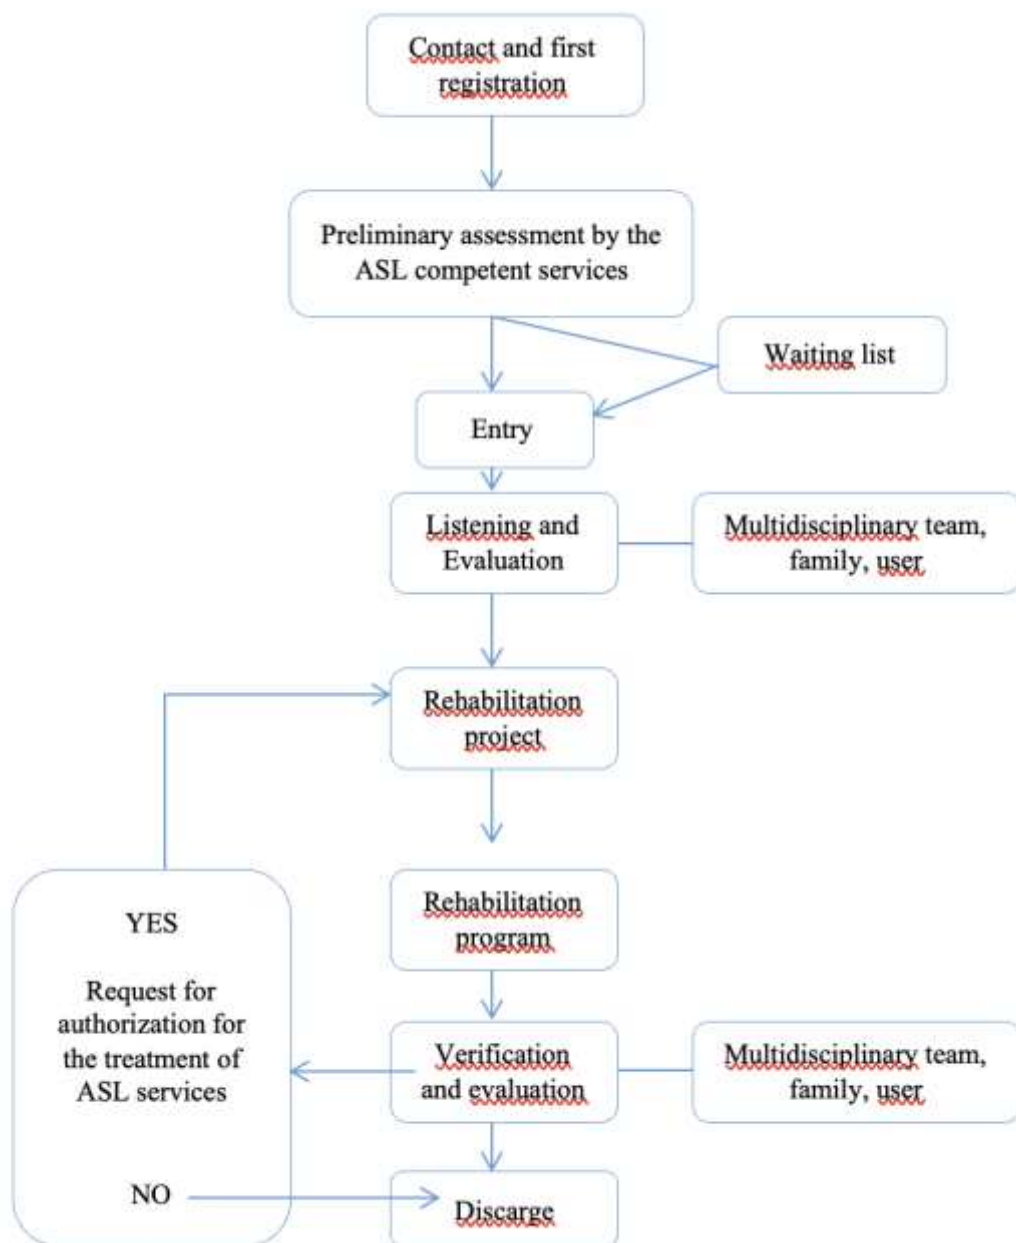 Contact and first
registration
Preliminary assessment by the
ASL competent services
Waiting list
Entry
Listening and
Evaluation
Multidisciplinary team,
family, user
Rehabilitation
project
YES
Request for
authorization for
the treatment of
ASL services
NO
Rehabilitation
program
Verification
and evaluation
Multidisciplinary team,
family, user
Discarge